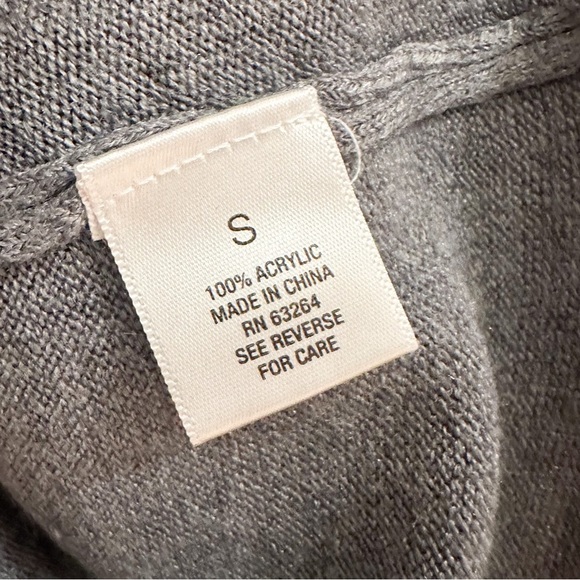 S
100% ACRYLIC
MADE IN CHINA
RN 63264
SEE REVERSE
FOR CARE